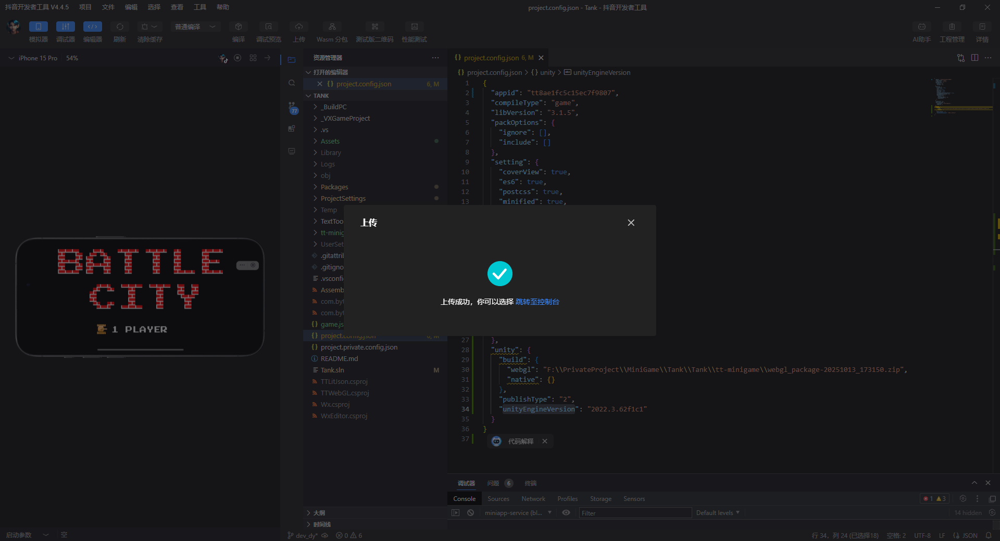 抖音开发者工具 V4.4.5 项目 文件 编辑 选择 查看 工具 帮助
project.config.json - Tank - 抖音开发者工具
模拟器 调试器 编辑器 刷新 清除缓存 普通编译 编译 调试预览 上传 Wasm 分包 测试版二维码 性能测试 AI助手 工程管理 详情
iPhone 15 Pro 54%
BATTLE
CITY
1 PLAYER
启动参数 空
77
资源管理器
打开的编辑器
project.config.json 6, M
TANK
_BuildPC
_VXGameProject
.vs
Assets
Library
Logs
obj
Packages
ProjectSettings
Temp
TextToo
tt-minig
UserSet
.gitattrib
.gitigno
.vsconfi
Assemb
com.byt
com.byt
game.js
project.config.json 6, M
project.private.config.json
README.md
Tank.sln M
TTLitJson.csproj
TTWebGL.csproj
Wx.csproj
WxEditor.csproj
大纲
时间线
dev_dy* 0 6
project.config.json 6, M
project.config.json > {} unity > unityEngineVersion
1 {
2 "appid": "tt8ae1fc5c15ec7f9807",
3 "compileType": "game",
4 "libVersion": "3.1.5",
5 "packOptions": {
6 "ignore": [],
7 "include": []
8 },
9 "setting": {
10 "coverView": true,
11 "es6": true,
12 "postcss": true,
13 "minified": true,
上传
上传成功，你可以选择 跳转至控制台
27 },
28 "unity": {
29 "build": {
30 "webgl": "F:\\PrivateProject\\MiniGame\\Tank\\Tank\\tt-minigame\\webgl_package-20251013_173150.zip",
31 "native": {}
32 },
33 "publishType": "2",
34 "unityEngineVersion": "2022.3.62f1c1"
35 }
36 }
37
代码解释
调试器 问题 6 终端
Console Sources Network Profiles Storage Sensors 1 3
miniapp-service (bl... Filter Default levels 14 hidden
行 34，列 24 (已选择18) 空格: 2 UTF-8 LF JSON